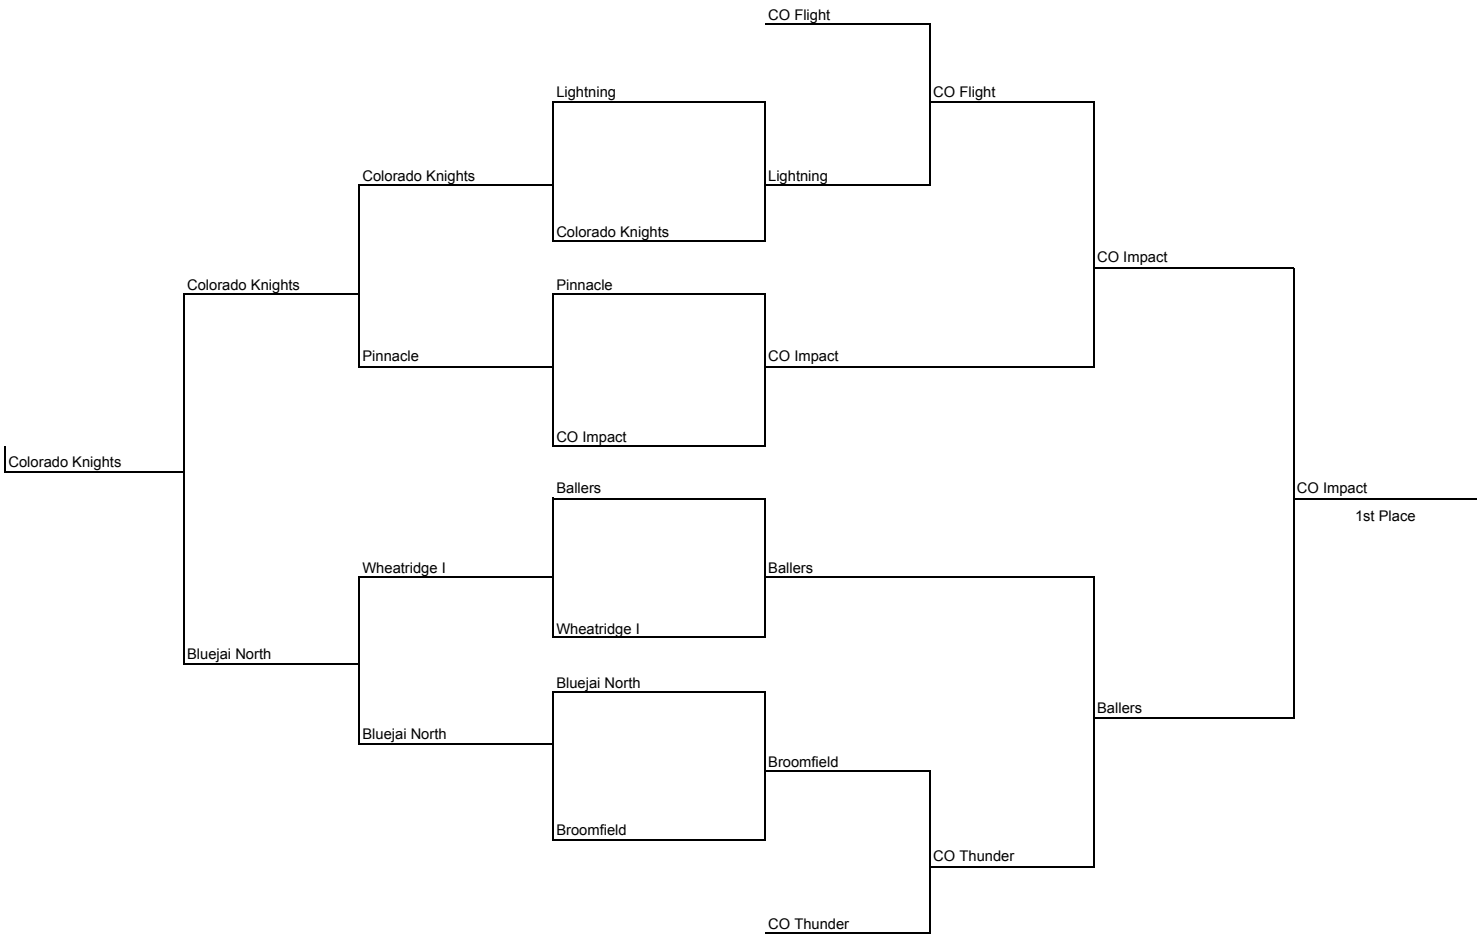 CO Flight
Lightning
CO Flight
Colorado Knights
Lightning
Colorado Knights
CO Impact
Colorado Knights
Pinnacle
Pinnacle
CO Impact
CO Impact
Colorado Knights
Ballers
CO Impact
1st Place
Wheatridge I
Ballers
Wheatridge I
Bluejai North
Bluejai North
Ballers
Bluejai North
Broomfield
Broomfield
CO Thunder
CO Thunder